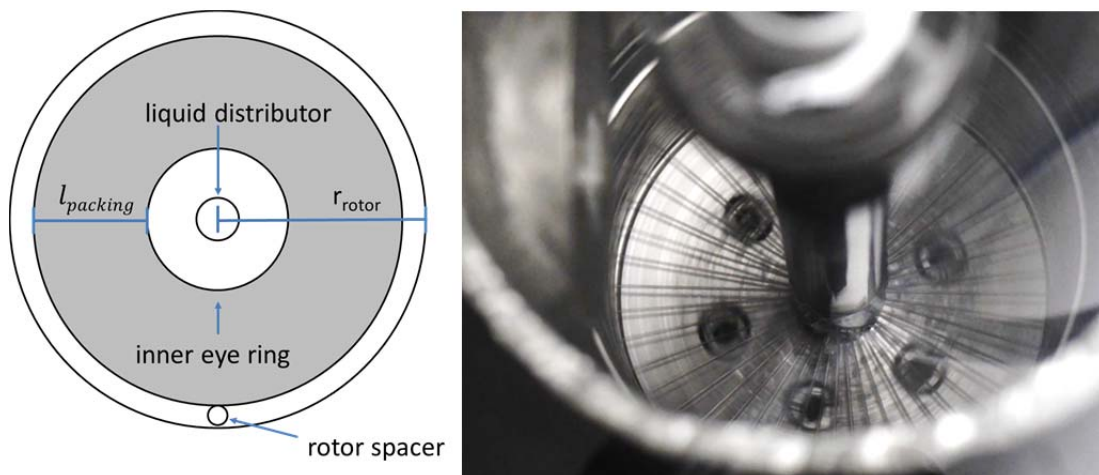 liquid distributor
l_packing
r_rotor
inner eye ring
rotor spacer